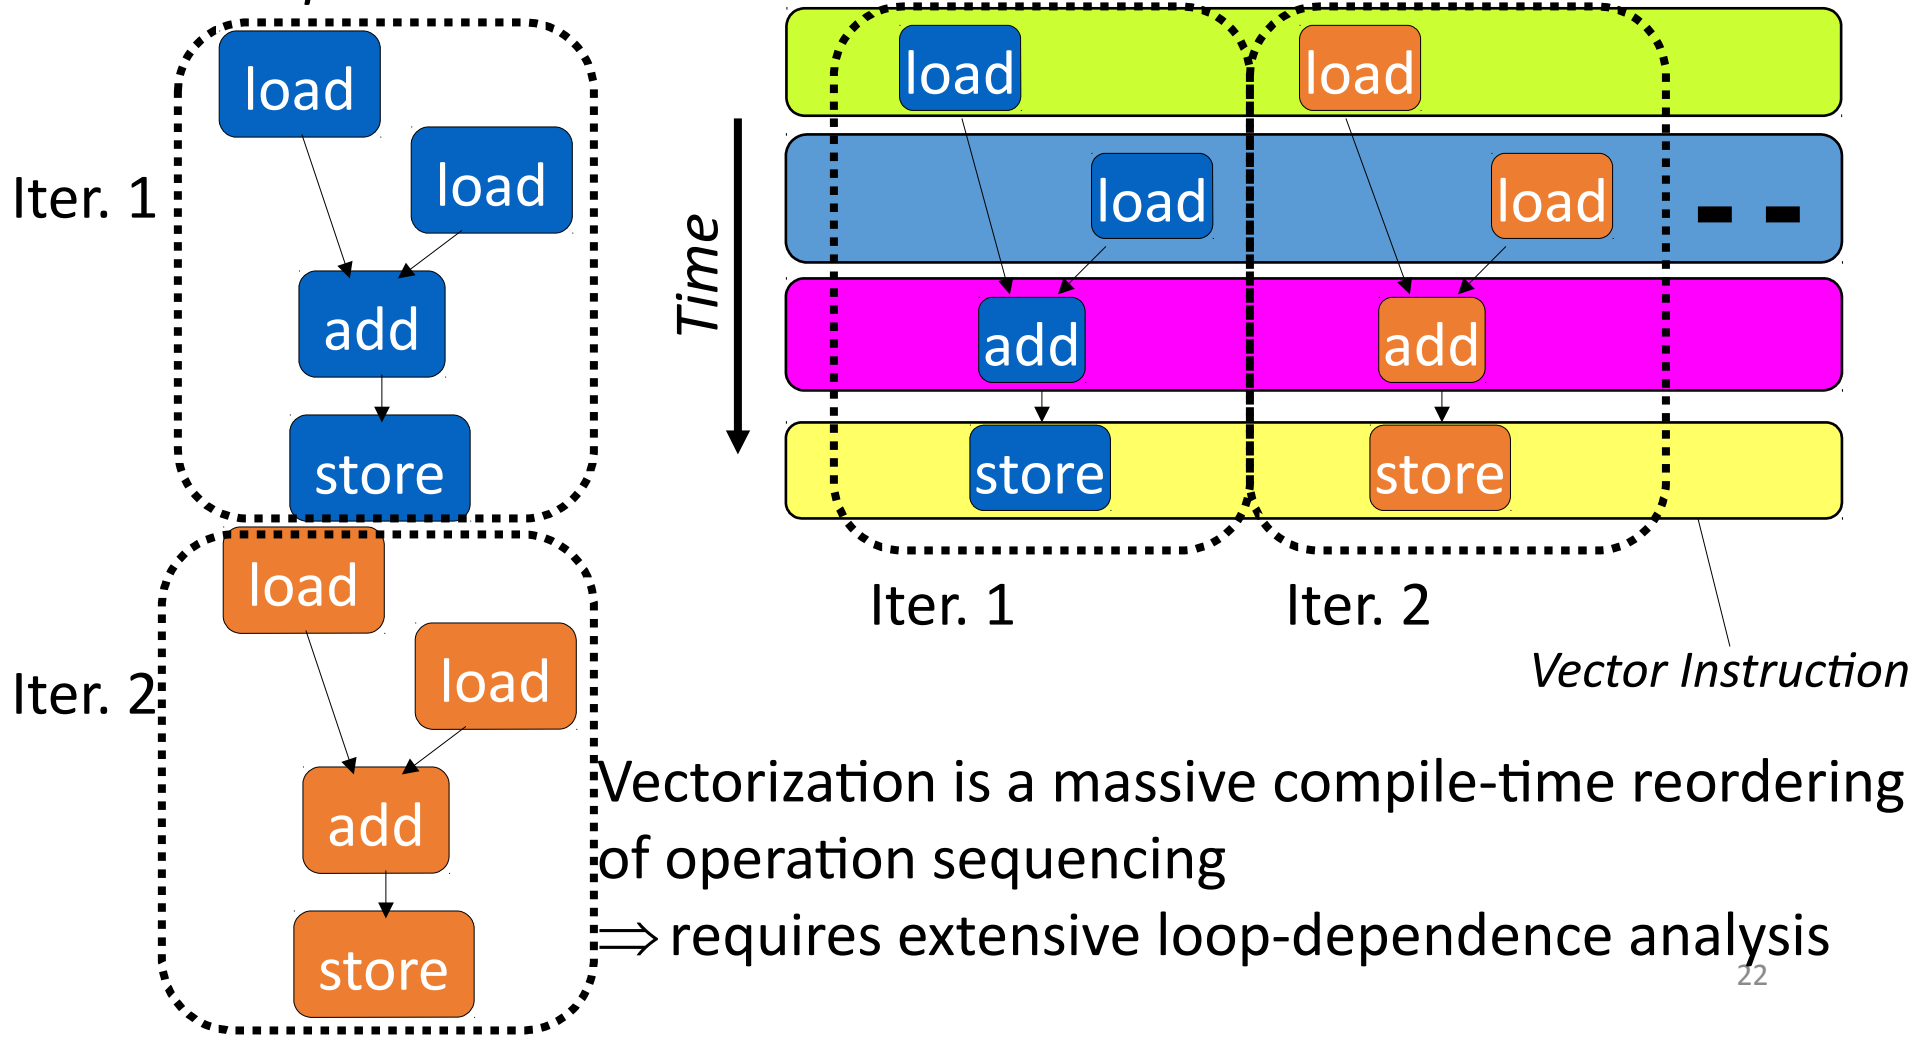 load
load
Iter. 1
add
store
load
load
Iter. 2
add
store
Time
load
load
load
load
add
add
store
store
Iter. 1
Iter. 2
Vector Instruction
Vectorization is a massive compile-time reordering
of operation sequencing
⇒ requires extensive loop-dependence analysis
22